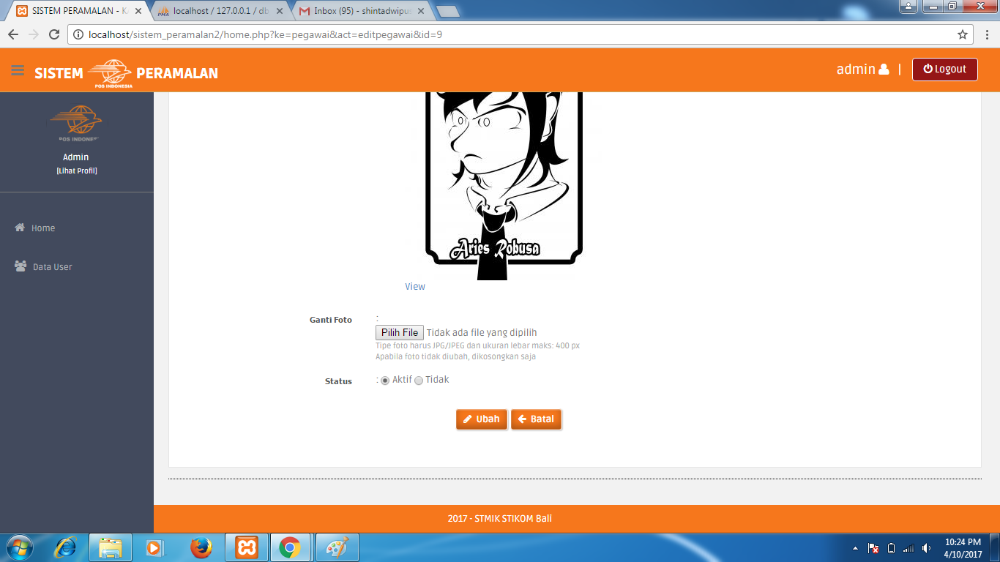 SISTEM PERAMALAN - K
localhost / 127.0.0.1 / db
Inbox (95) - shintadwipus
localhost/sistem_peramalan2/home.php?ke=pegawai&act=editpegawai&id=9
SISTEM POS INDONESIA PERAMALAN
admin | Logout
POS INDONE
Admin
[Lihat Profil]
Home
Data User
Aries Robusa
View
Ganti Foto :
Pilih File Tidak ada file yang dipilih
Tipe foto harus JPG/JPEG dan ukuran lebar maks: 400 px
Apabila foto tidak diubah, dikosongkan saja
Status : Aktif Tidak
Ubah Batal
2017 - STMIK STIKOM Bali
10:24 PM
4/10/2017